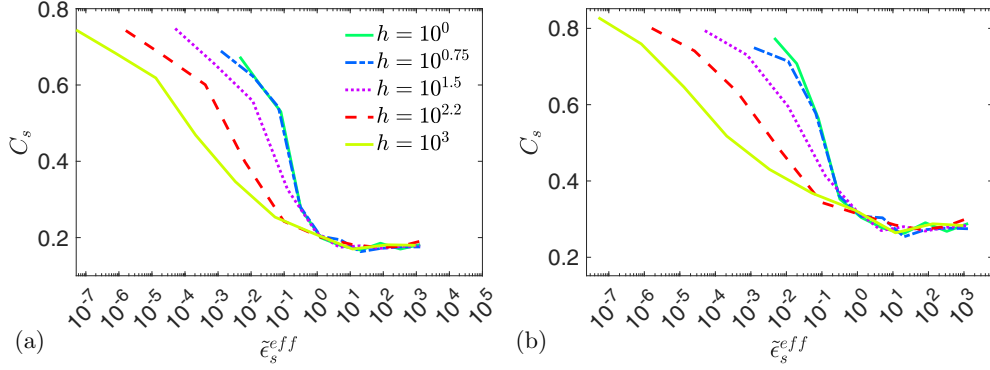 0.8
0.6
0.4
0.2
C_s
h = 10^0
h = 10^{0.75}
h = 10^{1.5}
h = 10^{2.2}
h = 10^3
10^{-7} 10^{-6} 10^{-5} 10^{-4} 10^{-3} 10^{-2} 10^{-1} 10^0 10^1 10^2 10^3 10^4 10^5
(a)
\tilde{ϵ}_s^{eff}
0.8
0.6
0.4
0.2
C_s
10^{-7} 10^{-6} 10^{-5} 10^{-4} 10^{-3} 10^{-2} 10^{-1} 10^0 10^1 10^2 10^3
(b)
\tilde{ϵ}_s^{eff}